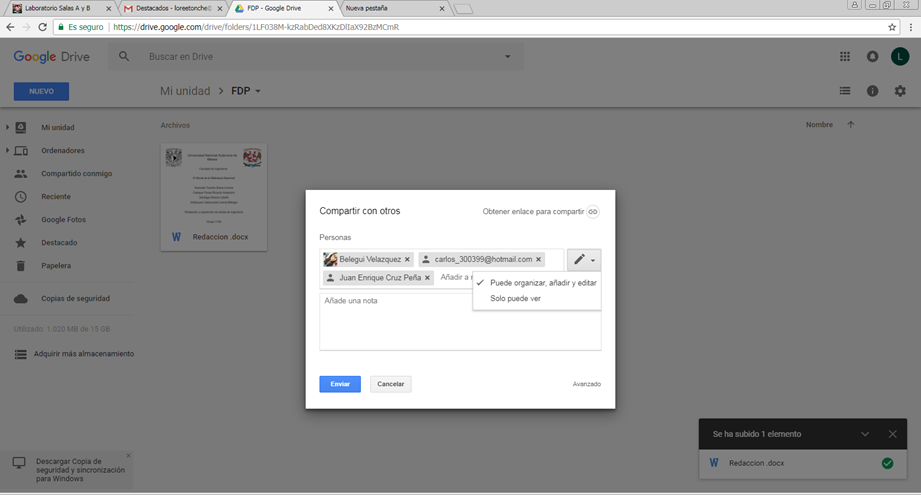 Laboratorio Salas A y B
Destacados - loreetonche@
FDP - Google Drive
Nueva pestaña
Es seguro
https://drive.google.com/drive/folders/1LF038M-kzRabDed8XKzDlIaX92BzMCmR
Google Drive
Buscar en Drive
L
NUEVO
Mi unidad > FDP
Mi unidad
Ordenadores
Compartido conmigo
Reciente
Google Fotos
Destacado
Papelera
Copias de seguridad
Utilizado: 1.020 MB de 15 GB
Adquirir más almacenamiento
Descargar Copia de
seguridad y sincronización
para Windows
Archivos
Nombre
W Redaccion .docx
Compartir con otros
Obtener enlace para compartir
Personas
Belegui Velazquez
carlos_300399@hotmail.com
Juan Enrique Cruz Peña
Añadir a
Puede organizar, añadir y editar
Solo puede ver
Añade una nota
Enviar
Cancelar
Avanzado
Se ha subido 1 elemento
W Redaccion .docx